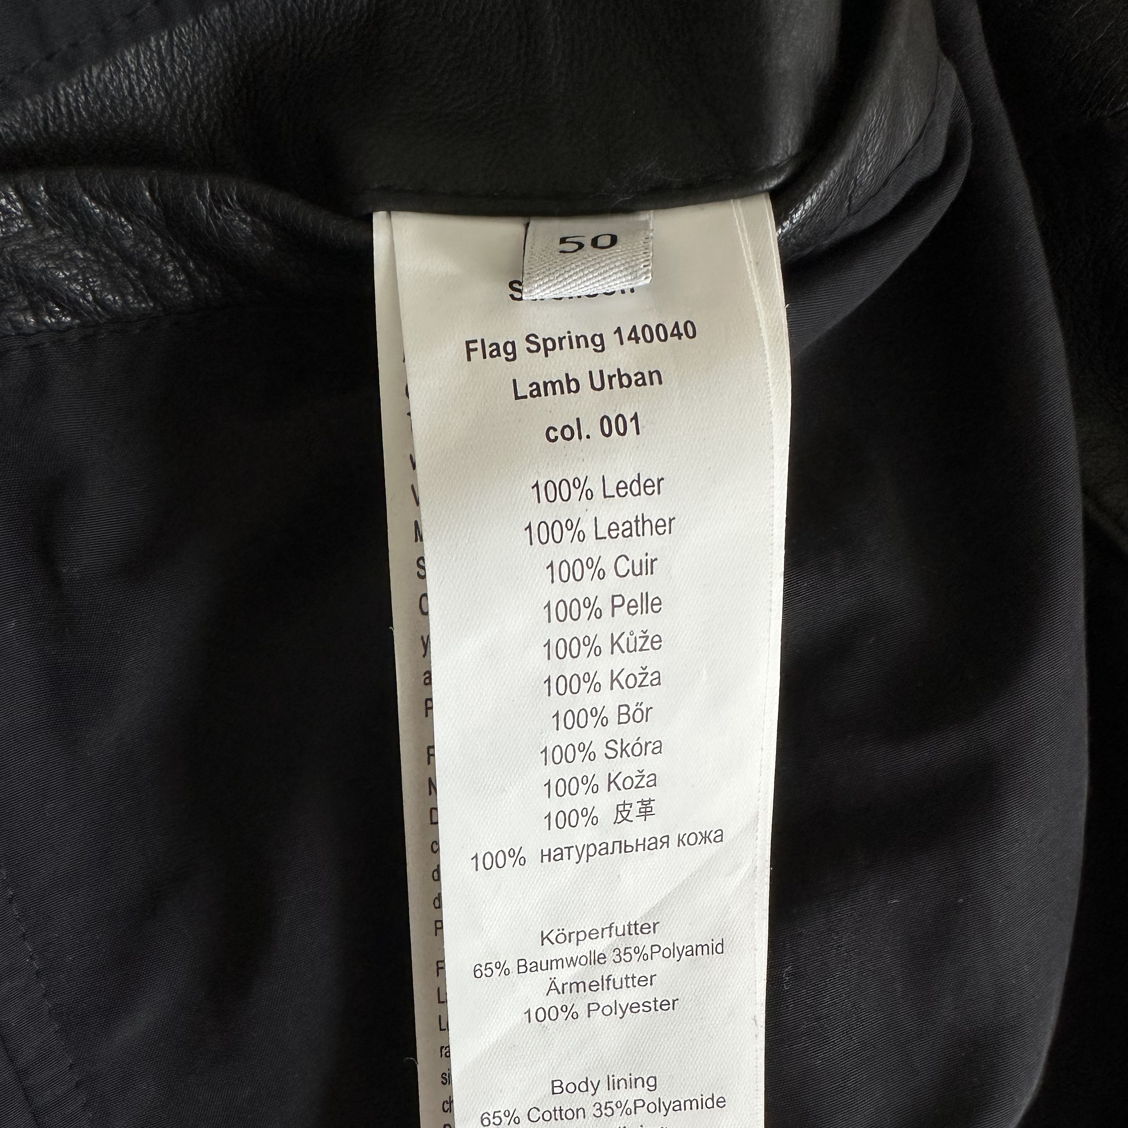 50
Flag Spring 140040
Lamb Urban
col. 001
100% Leder
100% Leather
100% Cuir
100% Pelle
100% Kůže
100% Koža
100% Bőr
100% Skóra
100% Koža
100% 皮革
100% натуральная кожа
Körperfutter
65% Baumwolle 35%Polyamid
Ärmelfutter
100% Polyester
Body lining
65% Cotton 35%Polyamide